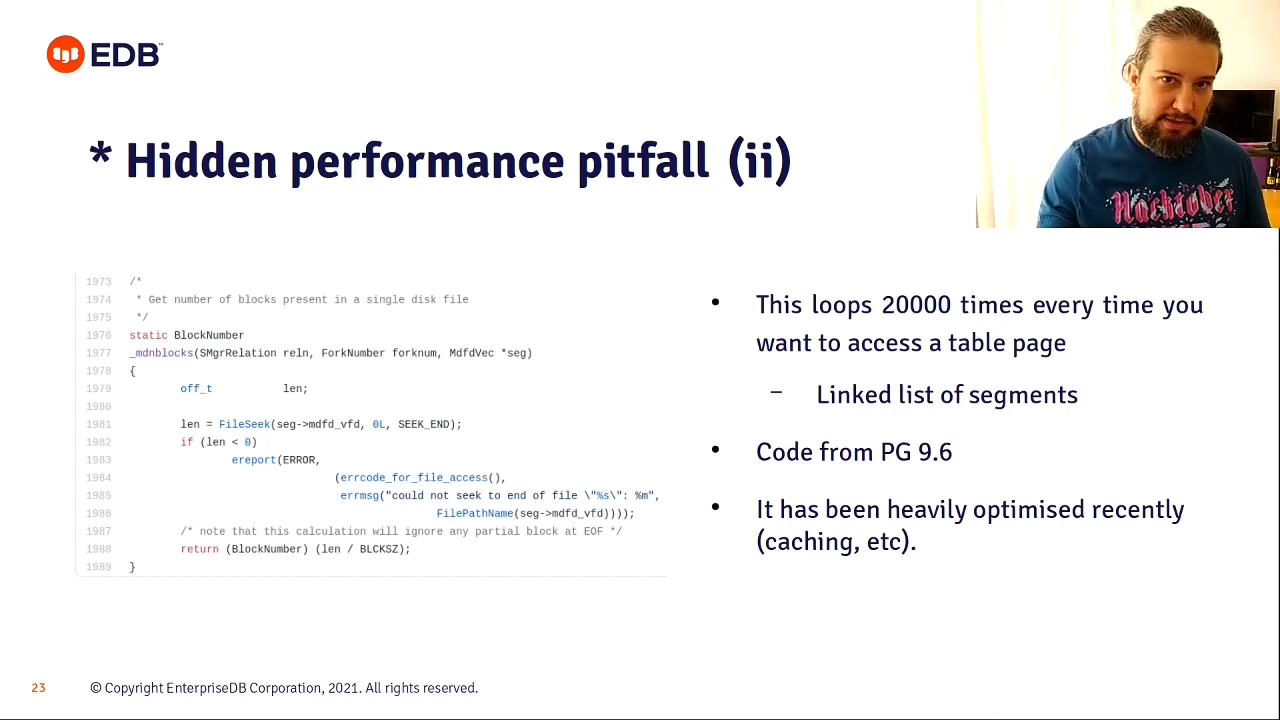 EDB™
* Hidden performance pitfall (ii)
Hacktober
1973 /*
1974  * Get number of blocks present in a single disk file
1975  */
1976 static BlockNumber
1977 _mdnblocks(SMgrRelation reln, ForkNumber forknum, MdfdVec *seg)
1978 {
1979         off_t          len;
1980
1981         len = FileSeek(seg->mdfd_vfd, 0L, SEEK_END);
1982         if (len < 0)
1983                 ereport(ERROR,
1984                                 (errcode_for_file_access(),
1985                                  errmsg("could not seek to end of file \"%s\": %m",
1986                                                 FilePathName(seg->mdfd_vfd))));
1987         /* note that this calculation will ignore any partial block at EOF */
1988         return (BlockNumber) (len / BLCKSZ);
1989 }
• This loops 20000 times every time you
want to access a table page
– Linked list of segments
• Code from PG 9.6
• It has been heavily optimised recently
(caching, etc).
23 © Copyright EnterpriseDB Corporation, 2021. All rights reserved.